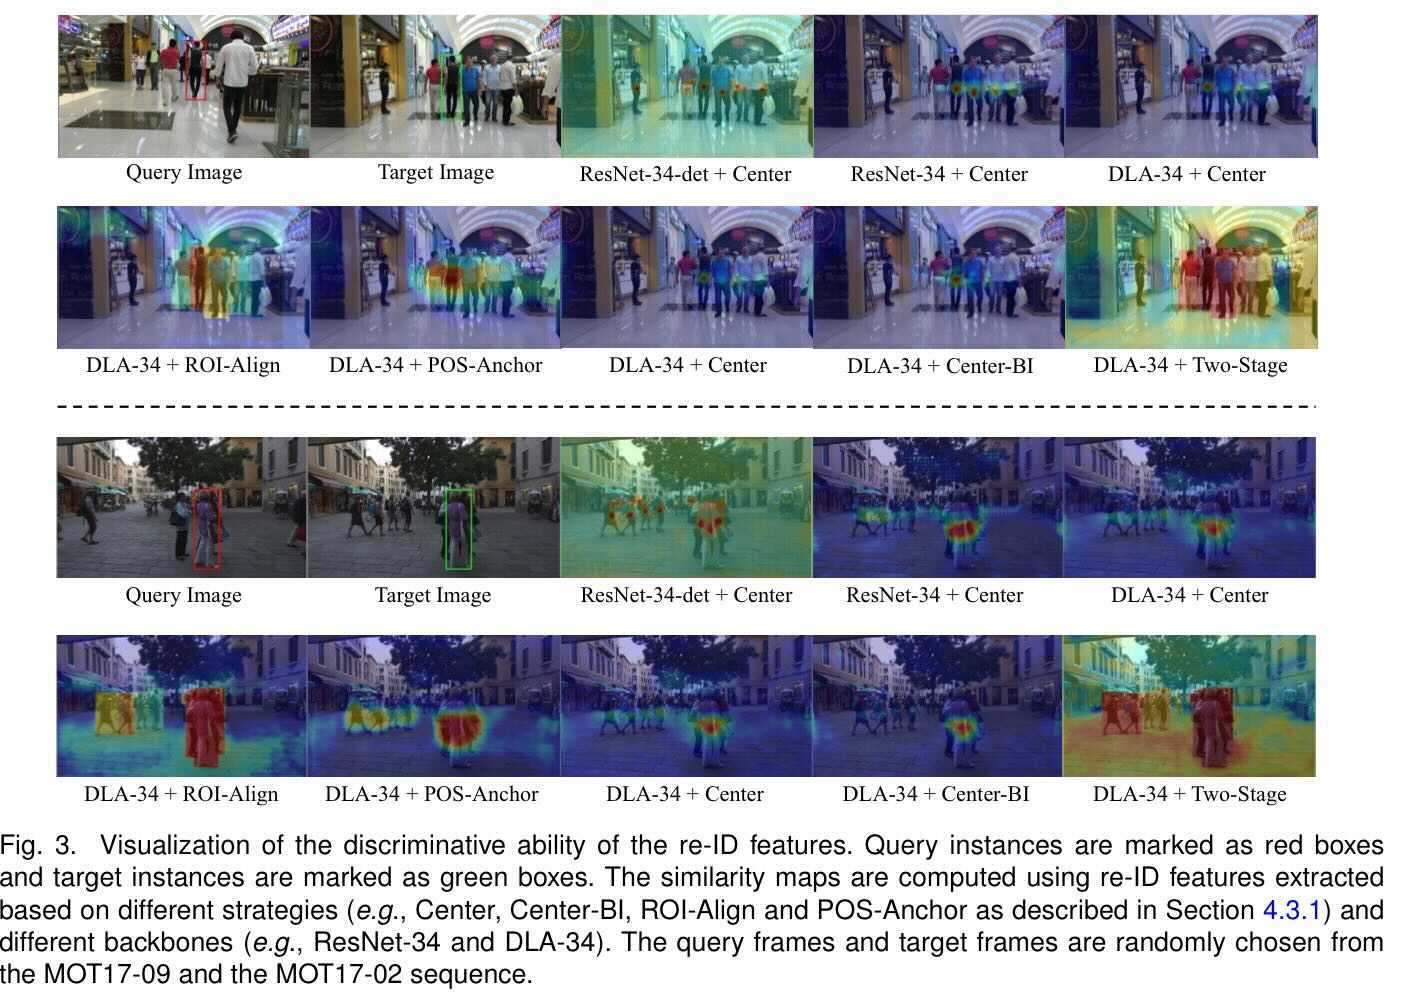 Query Image
Target Image
ResNet-34-det + Center
ResNet-34 + Center
DLA-34 + Center
DLA-34 + ROI-Align
DLA-34 + POS-Anchor
DLA-34 + Center
DLA-34 + Center-BI
DLA-34 + Two-Stage
Query Image
Target Image
ResNet-34-det + Center
ResNet-34 + Center
DLA-34 + Center
DLA-34 + ROI-Align
DLA-34 + POS-Anchor
DLA-34 + Center
DLA-34 + Center-BI
DLA-34 + Two-Stage
Fig. 3. Visualization of the discriminative ability of the re-ID features. Query instances are marked as red boxes
and target instances are marked as green boxes. The similarity maps are computed using re-ID features extracted
based on different strategies (e.g., Center, Center-BI, ROI-Align and POS-Anchor as described in Section 4.3.1) and
different backbones (e.g., ResNet-34 and DLA-34). The query frames and target frames are randomly chosen from
the MOT17-09 and the MOT17-02 sequence.